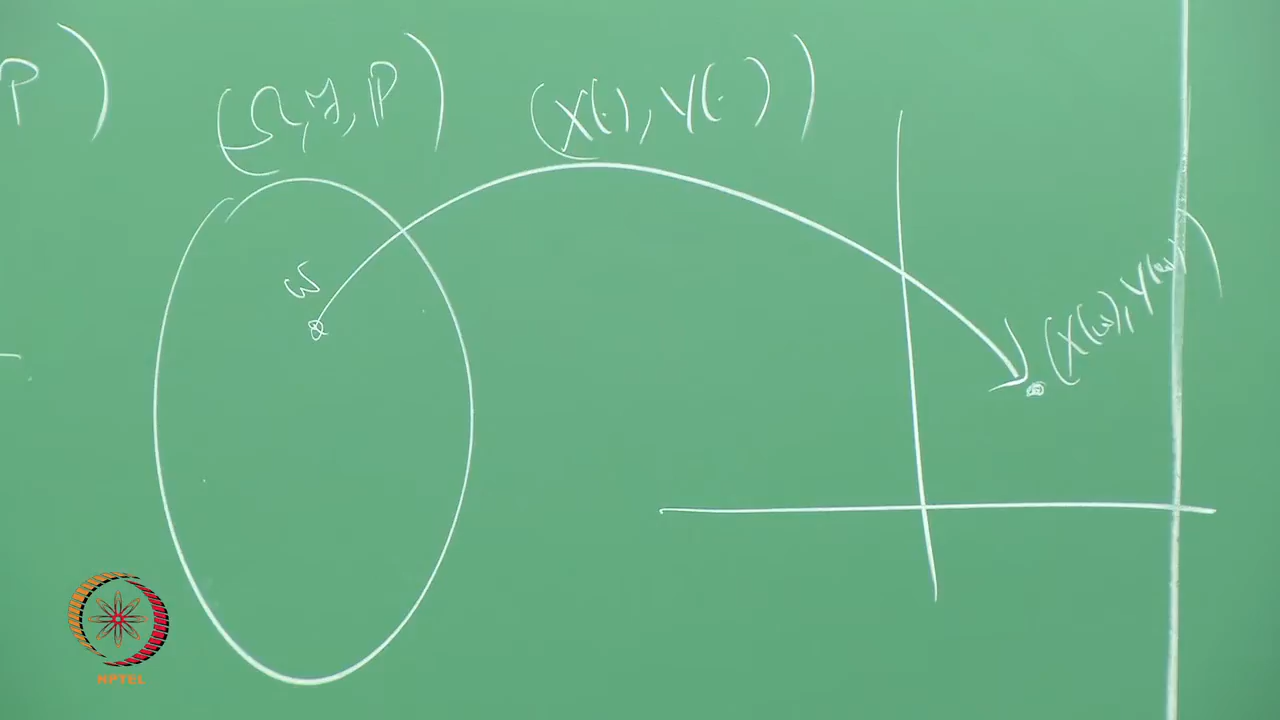 P)
(Ω, ℱ, ℙ)
(X(·), Y(·))
ω
(X(ω), Y(ω))
NPTEL